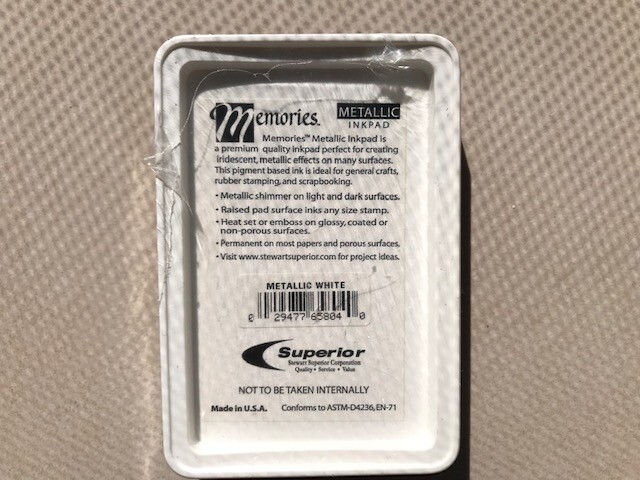 Memories™
METALLIC
INKPAD
Memories™ Metallic Inkpad is
a premium quality inkpad perfect for creating
iridescent, metallic effects on many surfaces.
This pigment based ink is ideal for general crafts,
rubber stamping, and scrapbooking.
• Metallic shimmer on light and dark surfaces.
• Raised pad surface inks any size stamp.
• Heat set or emboss on glossy, coated or
non-porous surfaces.
• Permanent on most papers and porous surfaces.
• Visit www.stewartsuperior.com for project ideas.
METALLIC WHITE
0 29477 65804 0
Superior
Stewart Superior Corporation
Quality • Service • Value
NOT TO BE TAKEN INTERNALLY
Made in U.S.A. Conforms to ASTM-D4236, EN-71